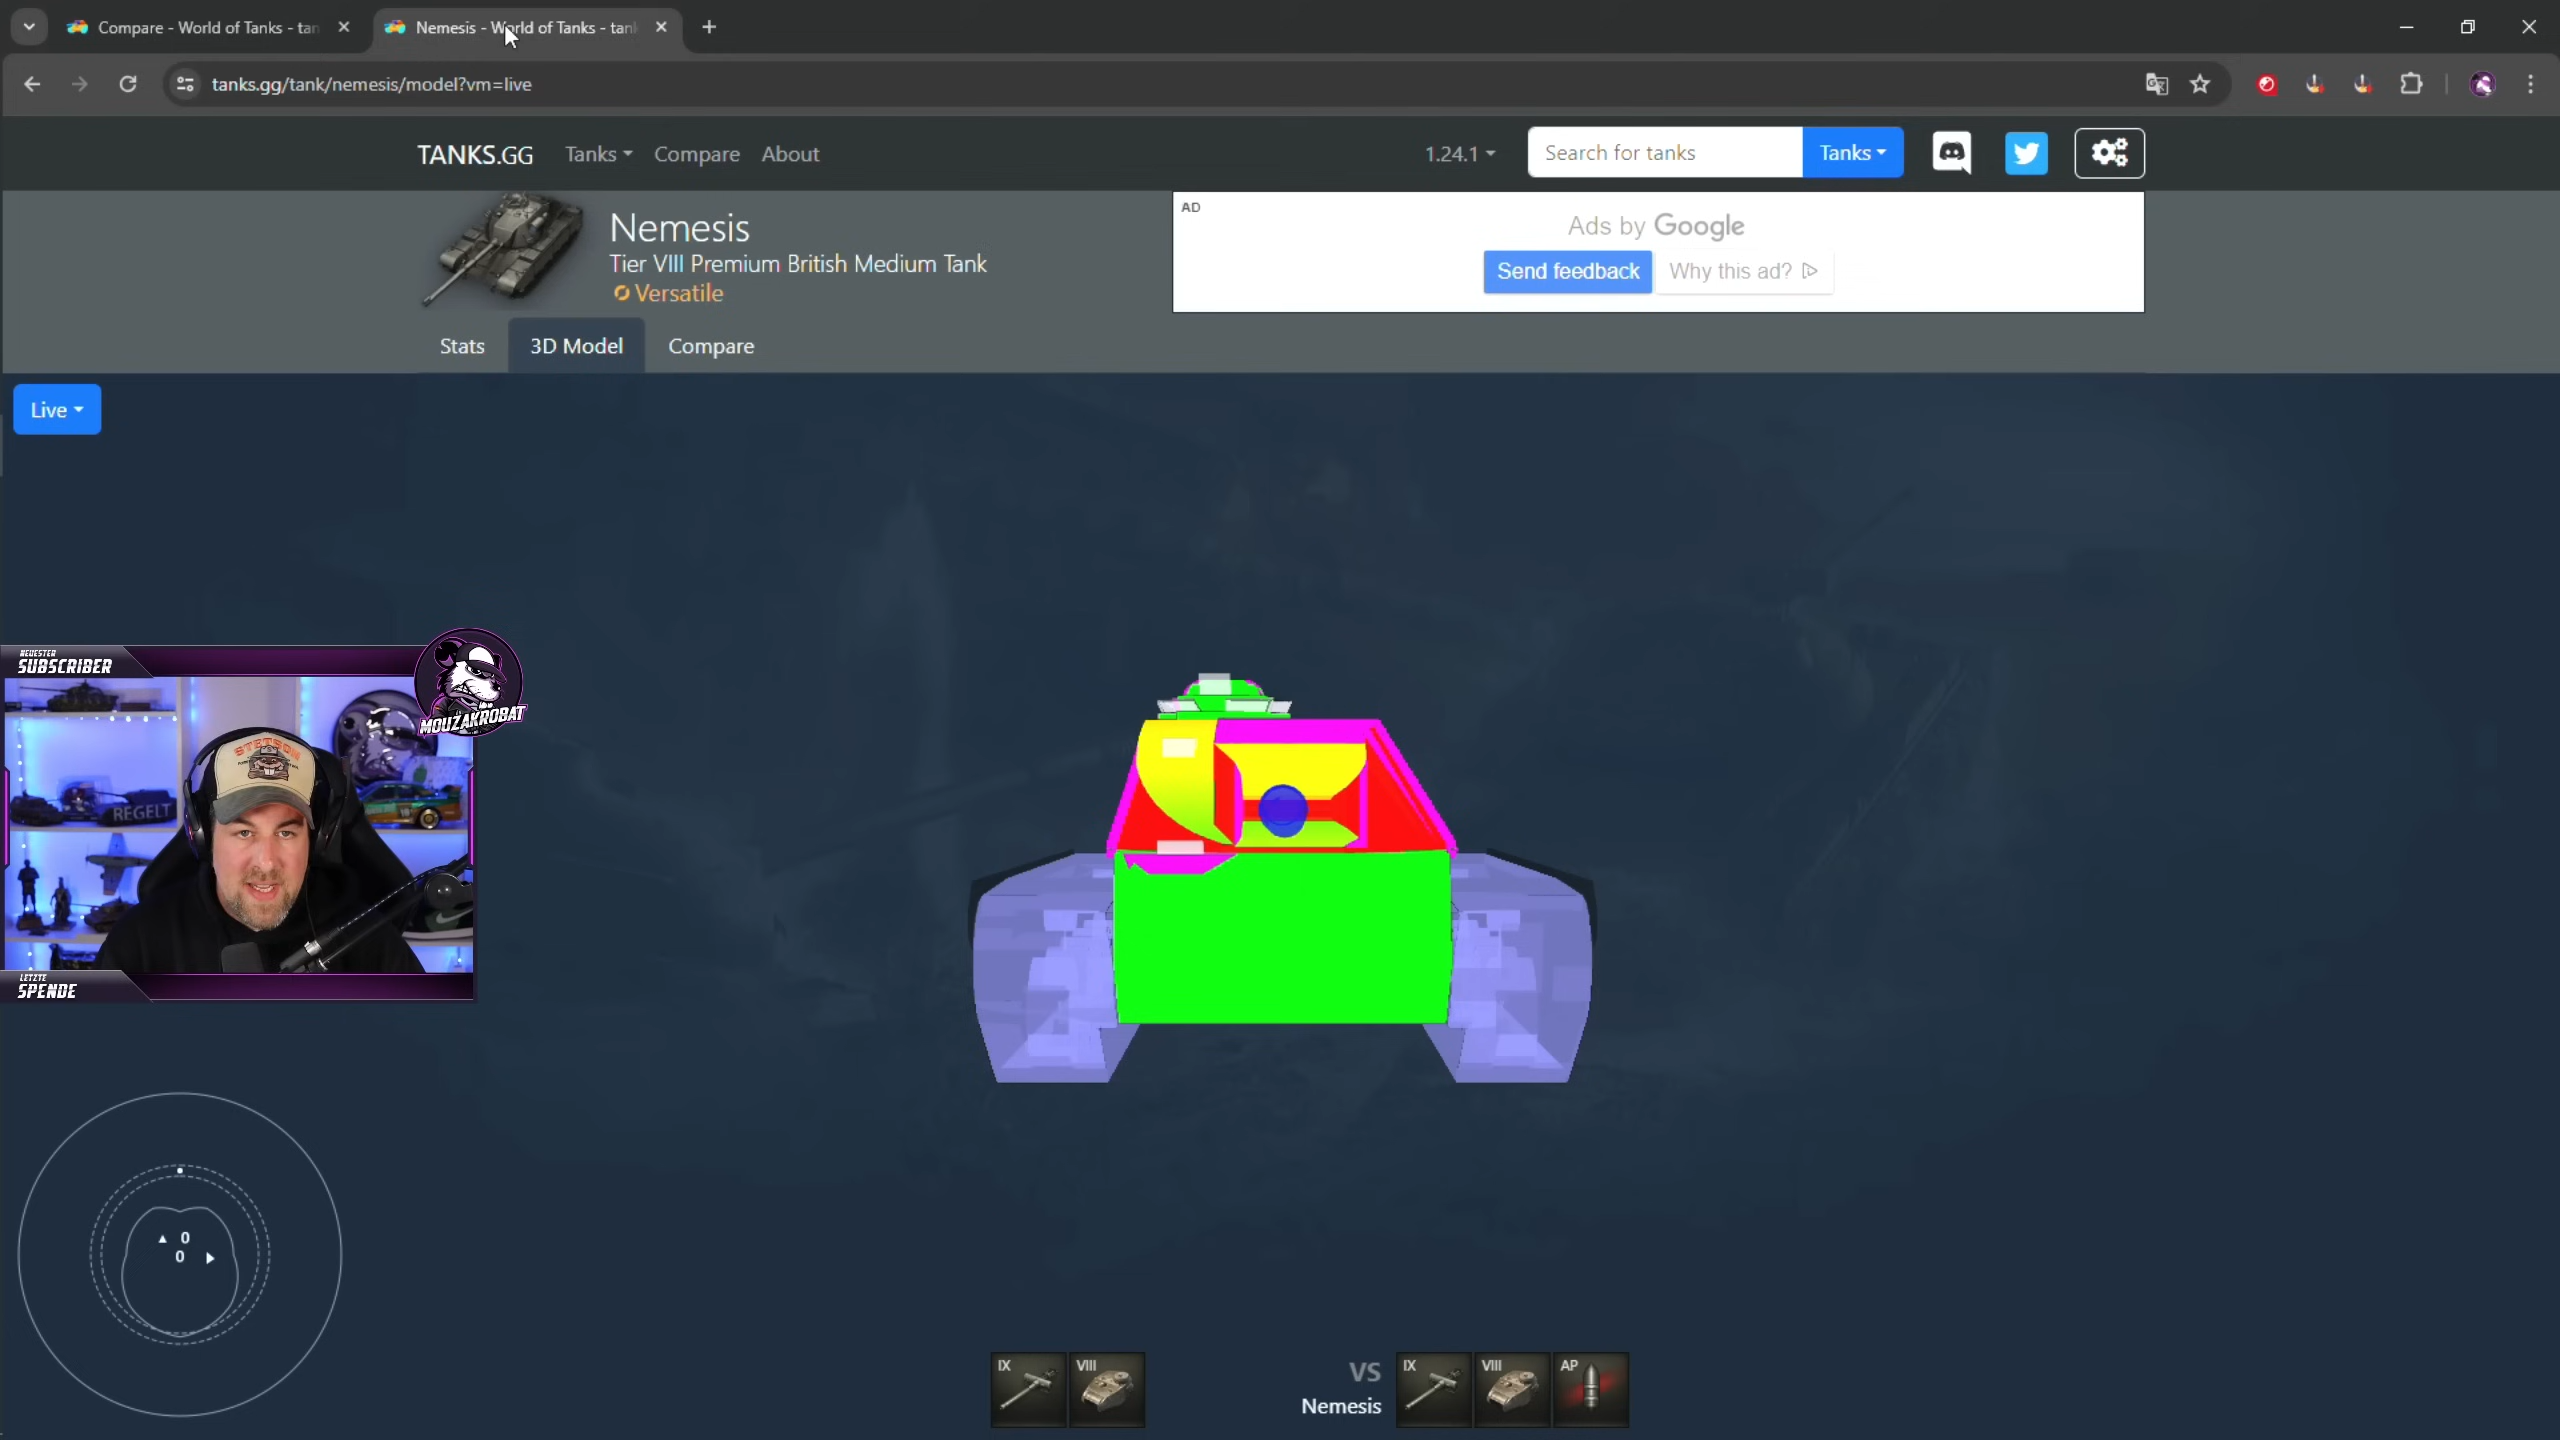 Compare - World of Tanks - tan
Nemesis - World of Tanks - tank
tanks.gg/tank/nemesis/model?vm=live
TANKS.GG
Tanks
Compare
About
1.24.1
Search for tanks
Tanks
Nemesis
Tier VIII Premium British Medium Tank
Versatile
AD
Ads by Google
Send feedback
Why this ad?
Stats
3D Model
Compare
Live
NEUESTER
SUBSCRIBER
MOUZAKROBAT
STETSON
REGELT
LETZTE
SPENDE
0
0
IX
VIII
VS
Nemesis
IX
VIII
AP